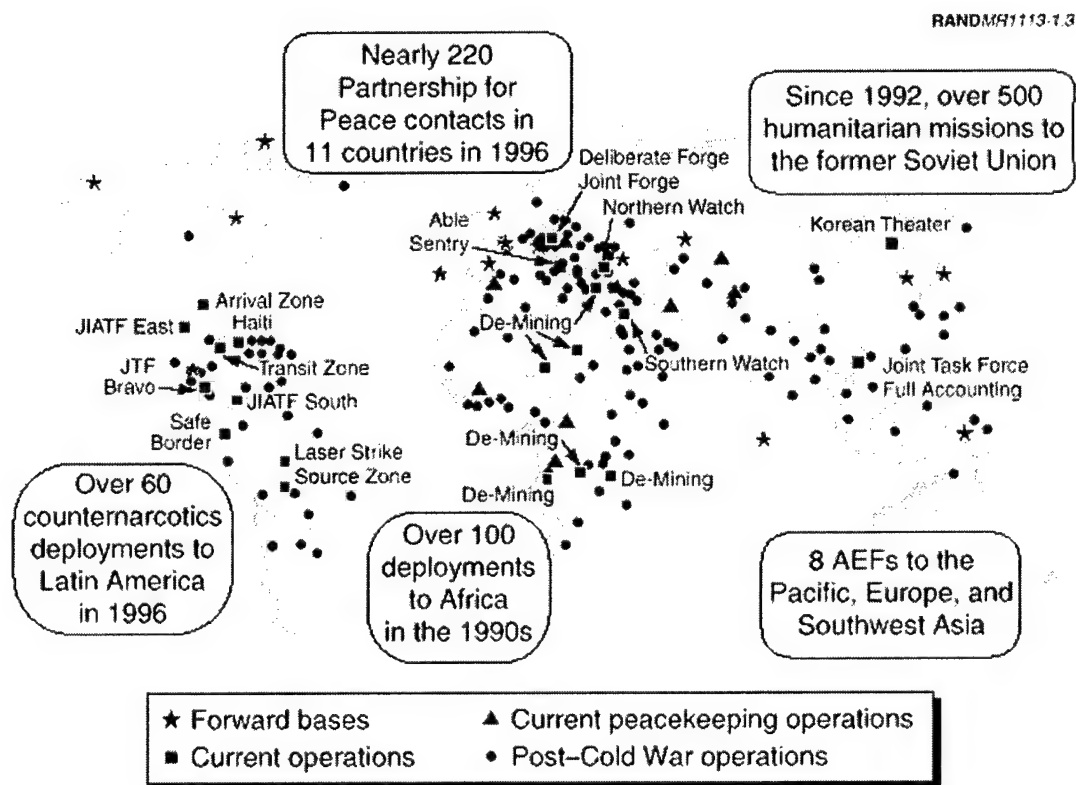 RANDMR1113-1.3
Nearly 220
Partnership for
Peace contacts in
11 countries in 1996
Since 1992, over 500
humanitarian missions to
the former Soviet Union
Deliberate Forge
Joint Forge
Northern Watch
Able
Sentry
Korean Theater
Arrival Zone
JIATF East
Haiti
De-Mining
JTF
Bravo
Transit Zone
Southern Watch
Joint Task Force
Full Accounting
JIATF South
Safe
Border
De-Mining
Laser Strike
Source Zone
De-Mining
De-Mining
Over 60
counternarcotics
deployments to
Latin America
in 1996
Over 100
deployments
to Africa
in the 1990s
8 AEFs to the
Pacific, Europe, and
Southwest Asia
Forward bases
Current peacekeeping operations
Current operations
Post–Cold War operations